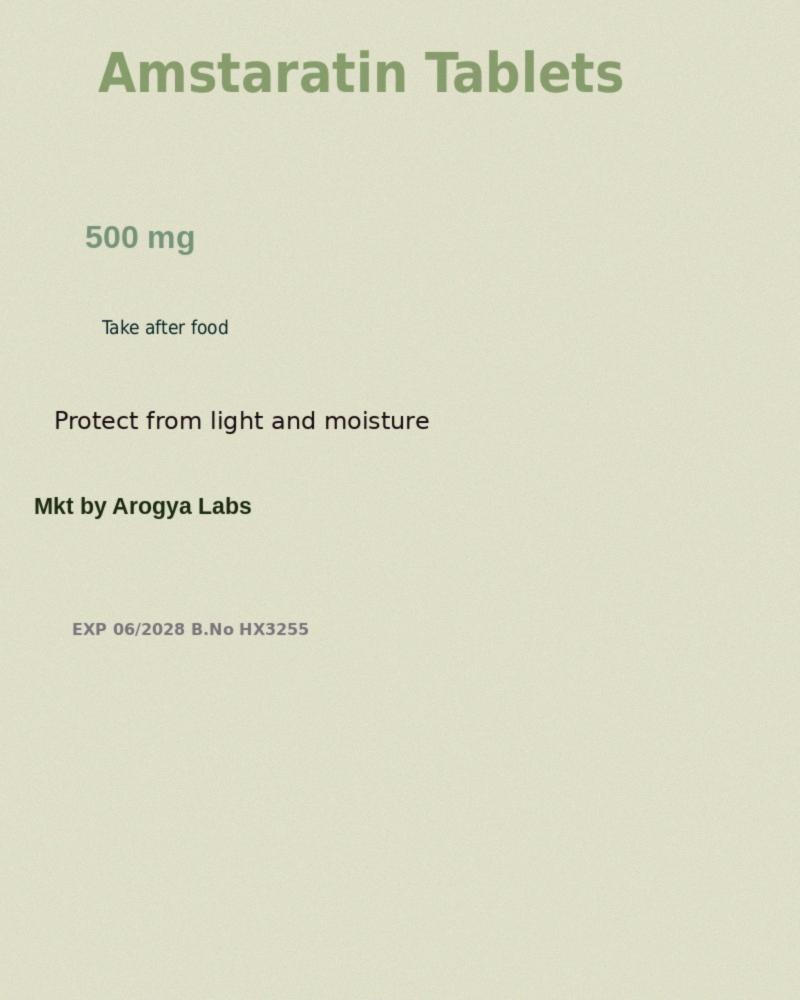 Amstaratin Tablets
500 mg
Take after food
Protect from light and moisture
Mkt by Arogya Labs
EXP 06/2028 B.No HX3255